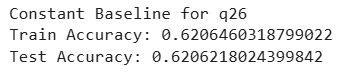 Constant Baseline for q26
Train Accuracy: 0.6206460318799022
Test Accuracy: 0.6206218024399842